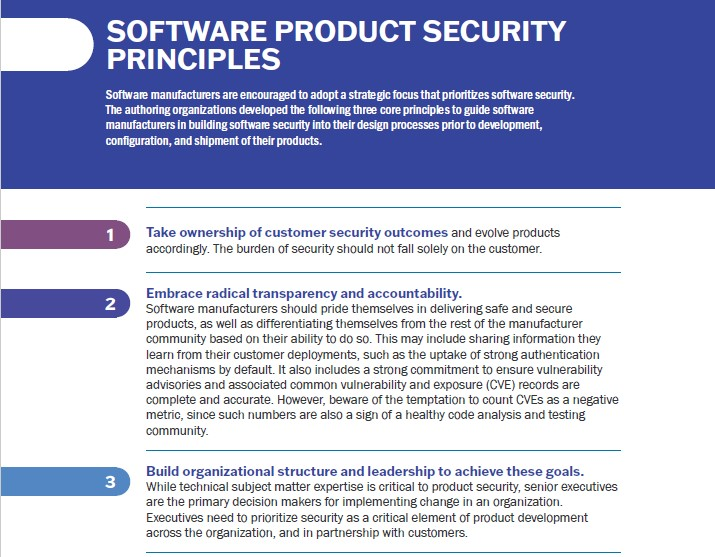 SOFTWARE PRODUCT SECURITY
PRINCIPLES
Software manufacturers are encouraged to adopt a strategic focus that prioritizes software security.
The authoring organizations developed the following three core principles to guide software
manufacturers in building software security into their design processes prior to development,
configuration, and shipment of their products.
1
Take ownership of customer security outcomes and evolve products
accordingly. The burden of security should not fall solely on the customer.
2
Embrace radical transparency and accountability.
Software manufacturers should pride themselves in delivering safe and secure
products, as well as differentiating themselves from the rest of the manufacturer
community based on their ability to do so. This may include sharing information they
learn from their customer deployments, such as the uptake of strong authentication
mechanisms by default. It also includes a strong commitment to ensure vulnerability
advisories and associated common vulnerability and exposure (CVE) records are
complete and accurate. However, beware of the temptation to count CVEs as a negative
metric, since such numbers are also a sign of a healthy code analysis and testing
community.
3
Build organizational structure and leadership to achieve these goals.
While technical subject matter expertise is critical to product security, senior executives
are the primary decision makers for implementing change in an organization.
Executives need to prioritize security as a critical element of product development
across the organization, and in partnership with customers.